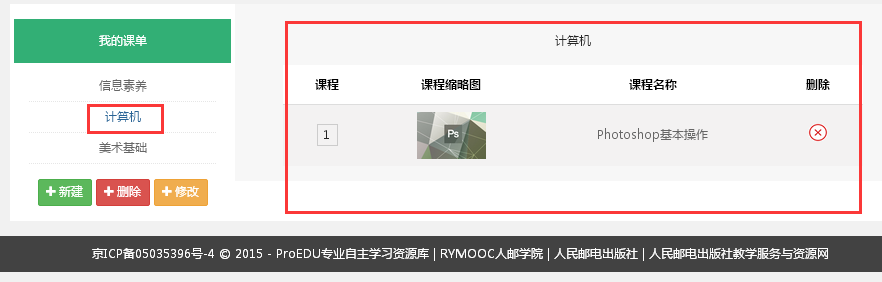 我的课单
信息素养
计算机
美术基础
新建 删除 修改
计算机
课程 课程缩略图 课程名称 删除
1 Ps Photoshop基本操作
京ICP备05035396号-4 © 2015 - ProEDU专业自主学习资源库 | RYMOOC人邮学院 | 人民邮电出版社 | 人民邮电出版社教学服务与资源网